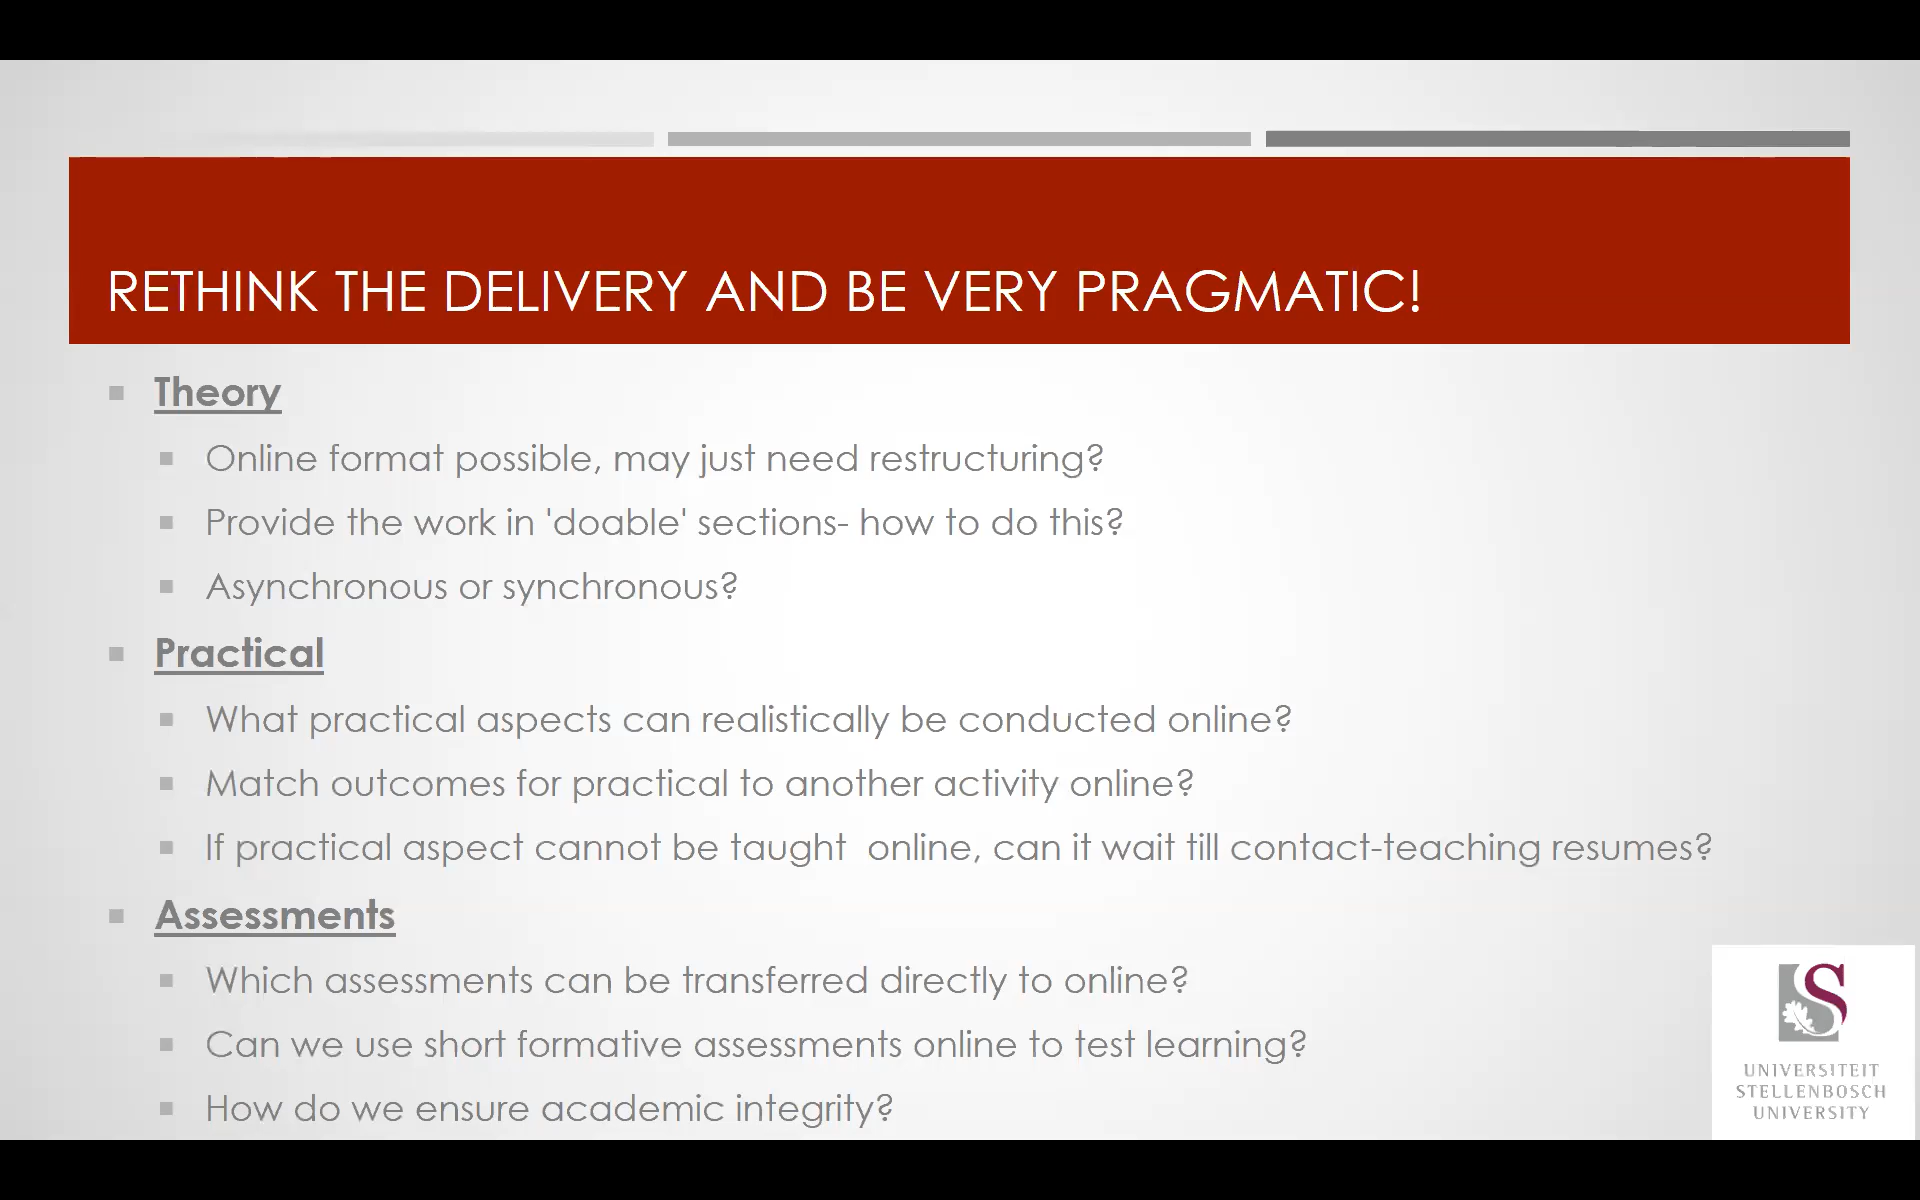 RETHINK THE DELIVERY AND BE VERY PRAGMATIC!
Theory
Online format possible, may just need restructuring?
Provide the work in 'doable' sections- how to do this?
Asynchronous or synchronous?
Practical
What practical aspects can realistically be conducted online?
Match outcomes for practical to another activity online?
If practical aspect cannot be taught  online, can it wait till contact-teaching resumes?
Assessments
Which assessments can be transferred directly to online?
Can we use short formative assessments online to test learning?
How do we ensure academic integrity?
S
UNIVERSITEIT
STELLENBOSCH
UNIVERSITY